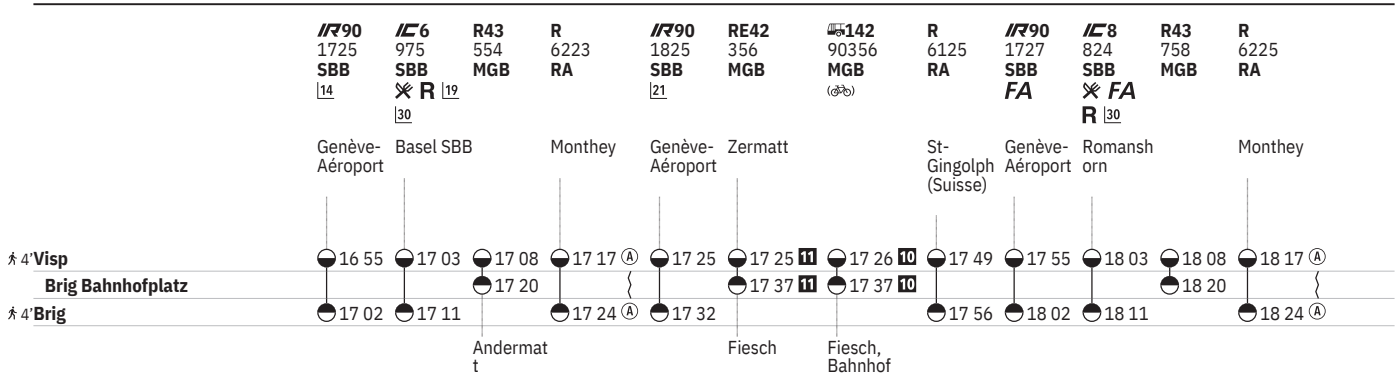 IR90 IC6 R43 R IR90 RE42 142 R IR90 IC8 R43 R
1725 975 554 6223 1825 356 90356 6125 1727 824 758 6225
SBB SBB MGB RA SBB MGB MGB RA SBB SBB MGB RA
14 R 19 21 FA FA
30 R 30
Genève- Basel SBB Monthey Genève- Zermatt St- Genève- Romansh Monthey
Aéroport Aéroport Gingolph Aéroport orn
(Suisse)
4' Visp 16 55 17 03 17 08 17 17 A 17 25 17 25 11 17 26 10 17 49 17 55 18 03 18 08 18 17 A
Brig Bahnhofplatz 17 20 17 37 11 17 37 10 18 20
4' Brig 17 02 17 11 17 24 A 17 32 17 56 18 02 18 11 18 24 A
Andermat Fiesch Fiesch,
t Bahnhof